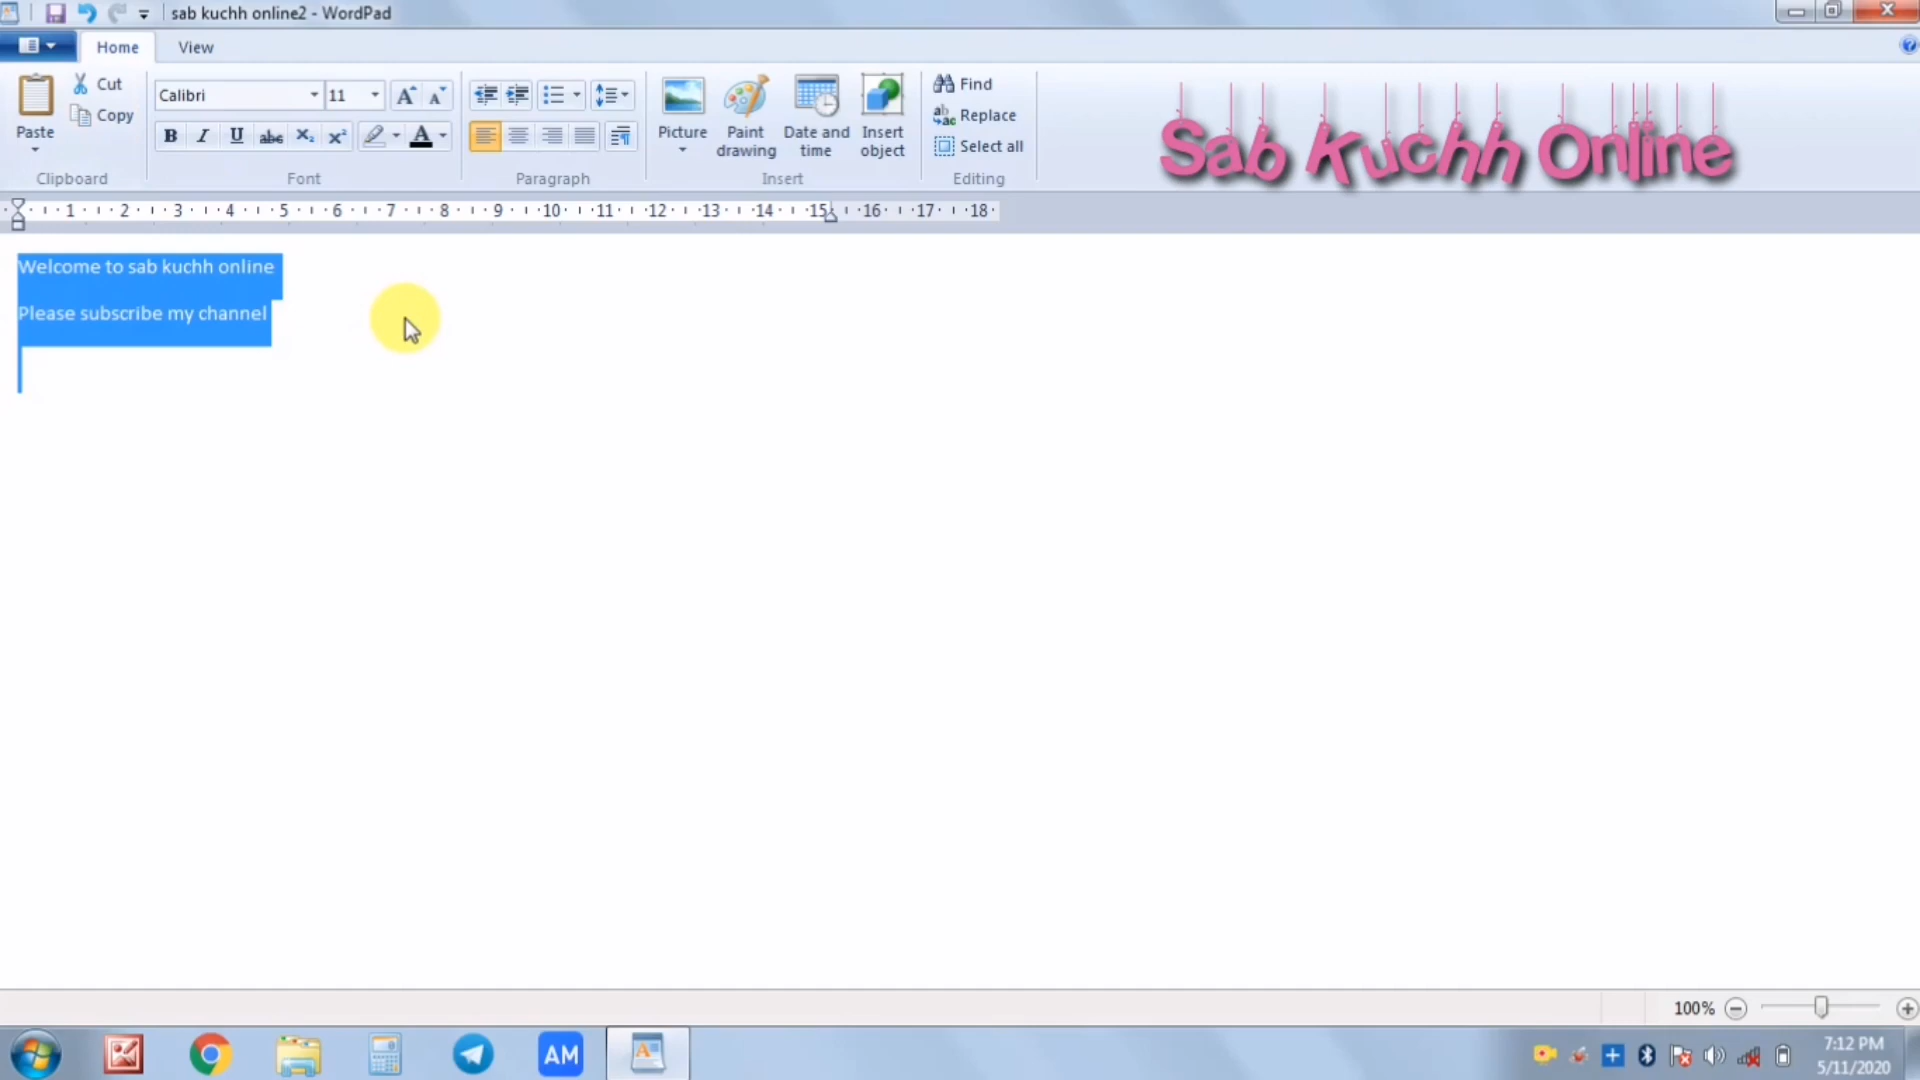 sab kuchh online2 - WordPad
Home View
Paste
Cut
Copy
Clipboard
Calibri 11
B I U abc X₂ X²
A
Font
Paragraph
Picture
Paint drawing
Date and time
Insert object
Insert
Find
Replace
Select all
Editing
Sab Kuchh Online
1 2 3 4 5 6 7 8 9 10 11 12 13 14 15 16 17 18
Welcome to sab kuchh online
Please subscribe my channel
100%
AM
7:12 PM
5/11/2020